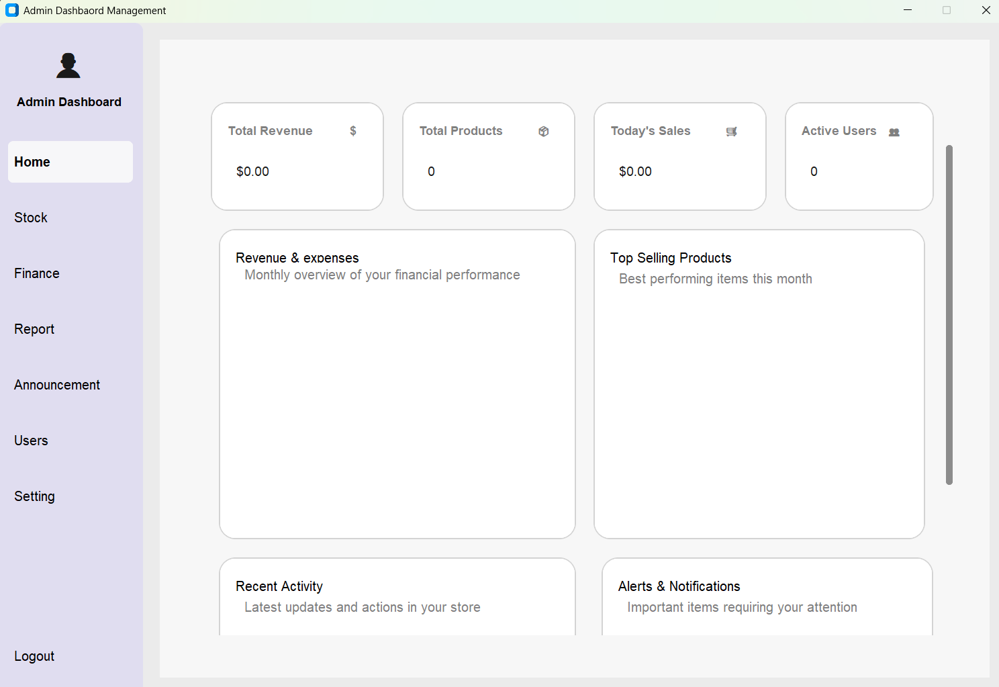 Admin Dashbaord Management
Admin Dashboard
Home
Stock
Finance
Report
Announcement
Users
Setting
Logout
Total Revenue $
$0.00
Total Products
0
Today's Sales
$0.00
Active Users
0
Revenue & expenses
Monthly overview of your financial performance
Top Selling Products
Best performing items this month
Recent Activity
Latest updates and actions in your store
Alerts & Notifications
Important items requiring your attention